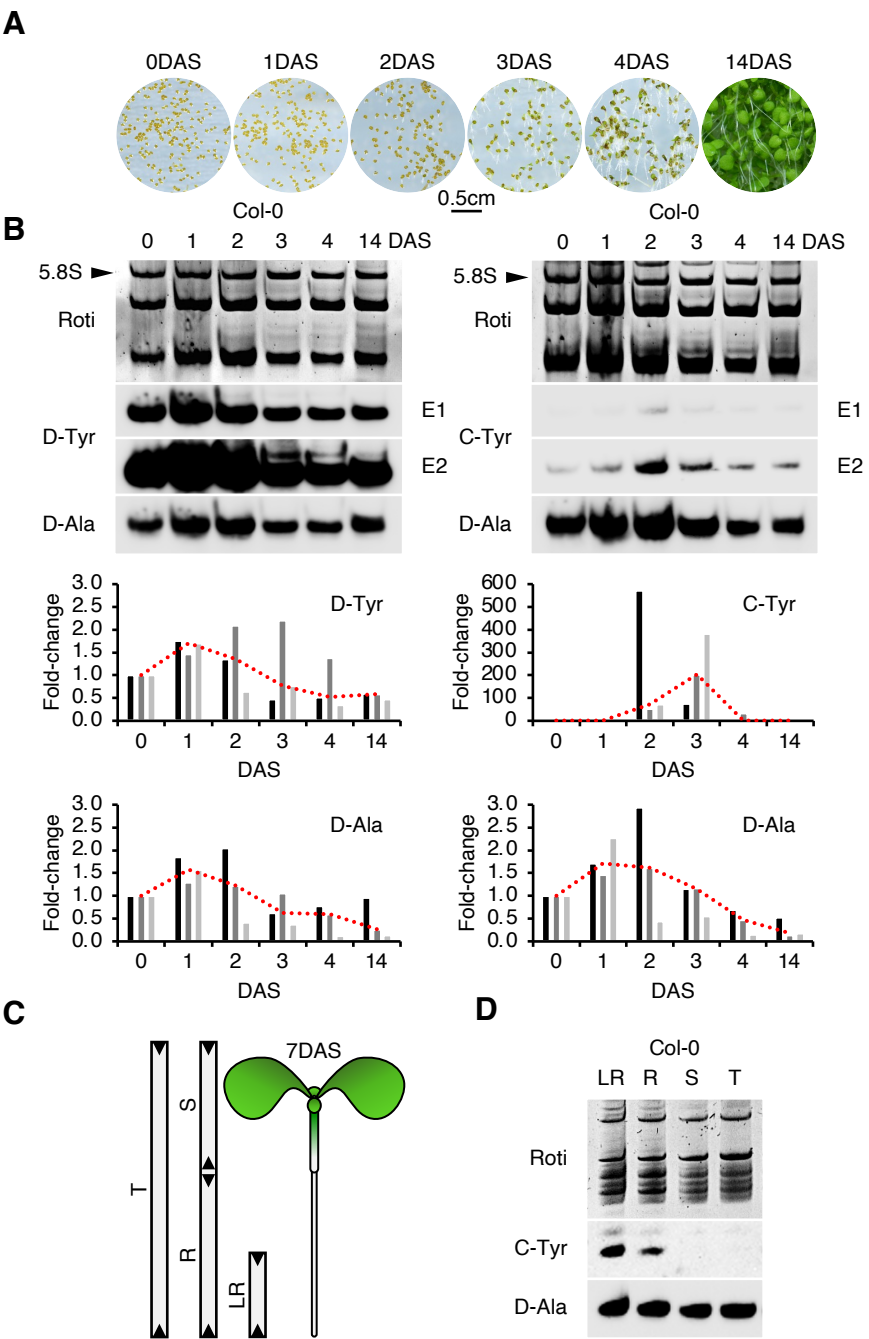 A
0DAS 1DAS 2DAS 3DAS 4DAS 14DAS
0.5cm
B
Col-0
0 1 2 3 4 14 DAS
5.8S
Roti
D-Tyr
E1
E2
D-Ala
Col-0
0 1 2 3 4 14 DAS
5.8S
Roti
C-Tyr
E1
E2
D-Ala
D-Tyr
Fold-change
3.0
2.5
2.0
1.5
1.0
0.5
0.0
0 1 2 3 4 14
DAS
C-Tyr
Fold-change
600
500
400
300
200
100
0
0 1 2 3 4 14
DAS
D-Ala
Fold-change
3.0
2.5
2.0
1.5
1.0
0.5
0.0
0 1 2 3 4 14
DAS
D-Ala
Fold-change
3.0
2.5
2.0
1.5
1.0
0.5
0.0
0 1 2 3 4 14
DAS
C
7DAS
T
S
R
LR
D
Col-0
LR R S T
Roti
C-Tyr
D-Ala